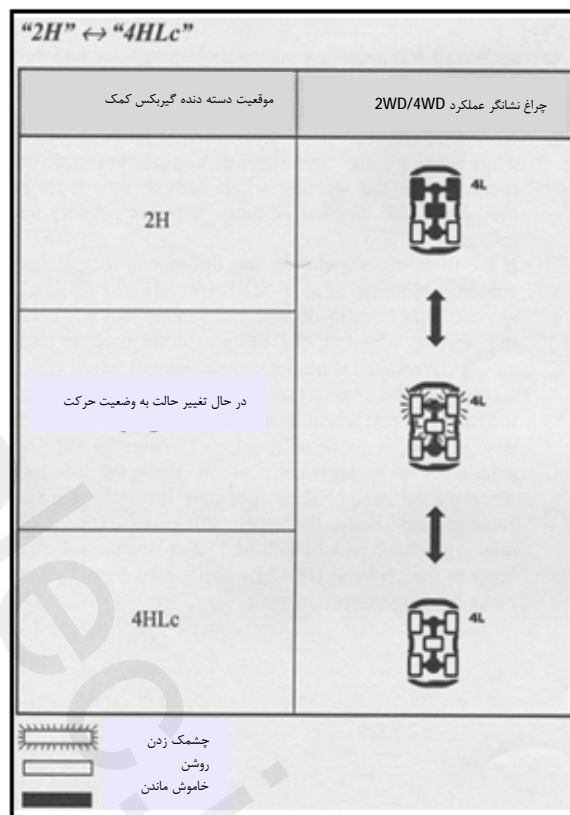 “2H” ↔ “4HLc”
موقعیت دسته دنده گیربکس کمک
چراغ نشانگر عملکرد 2WD/4WD
2H
4L
در حال تغییر حالت به وضعیت حرکت
4L
4HLc
4L
چشمک زدن
روشن
خاموش ماندن